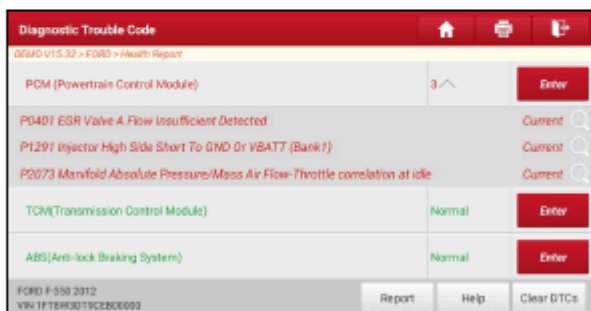 Diagnostic Trouble Code
DEMO V15.32 > FORD > Health Report
PCM (Powertrain Control Module) 3 Enter
P0401 EGR Valve A Flow Insufficient Detected Current
P1291 Injector High Side Short To GND Or VBATT (Bank1) Current
P2073 Manifold Absolute Pressure/Mass Air Flow-Throttle correlation at idle Current
TCM(Transmission Control Module) Normal Enter
ABS(Anti-lock Braking System) Normal Enter
FORD F-350 2012
VIN 1FT8W3DT9CEB00000
Report Help Clear DTCs